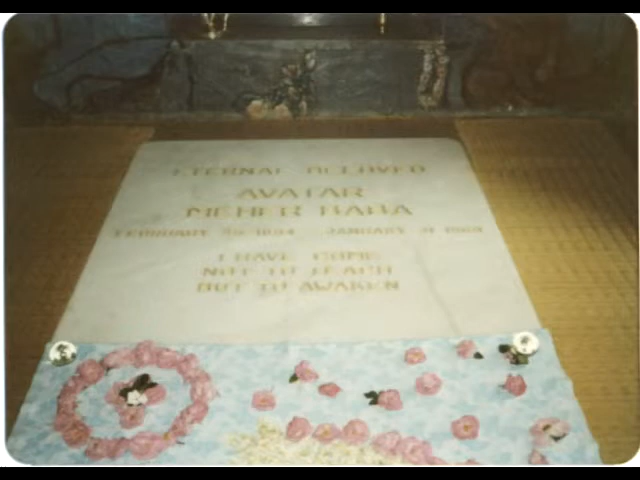 ETERNAL BELOVED
AVATAR
MEHER BABA
FEBRUARY 25 1894 - JANUARY 31 1969
I HAVE COME
NOT TO TEACH
BUT TO AWAKEN